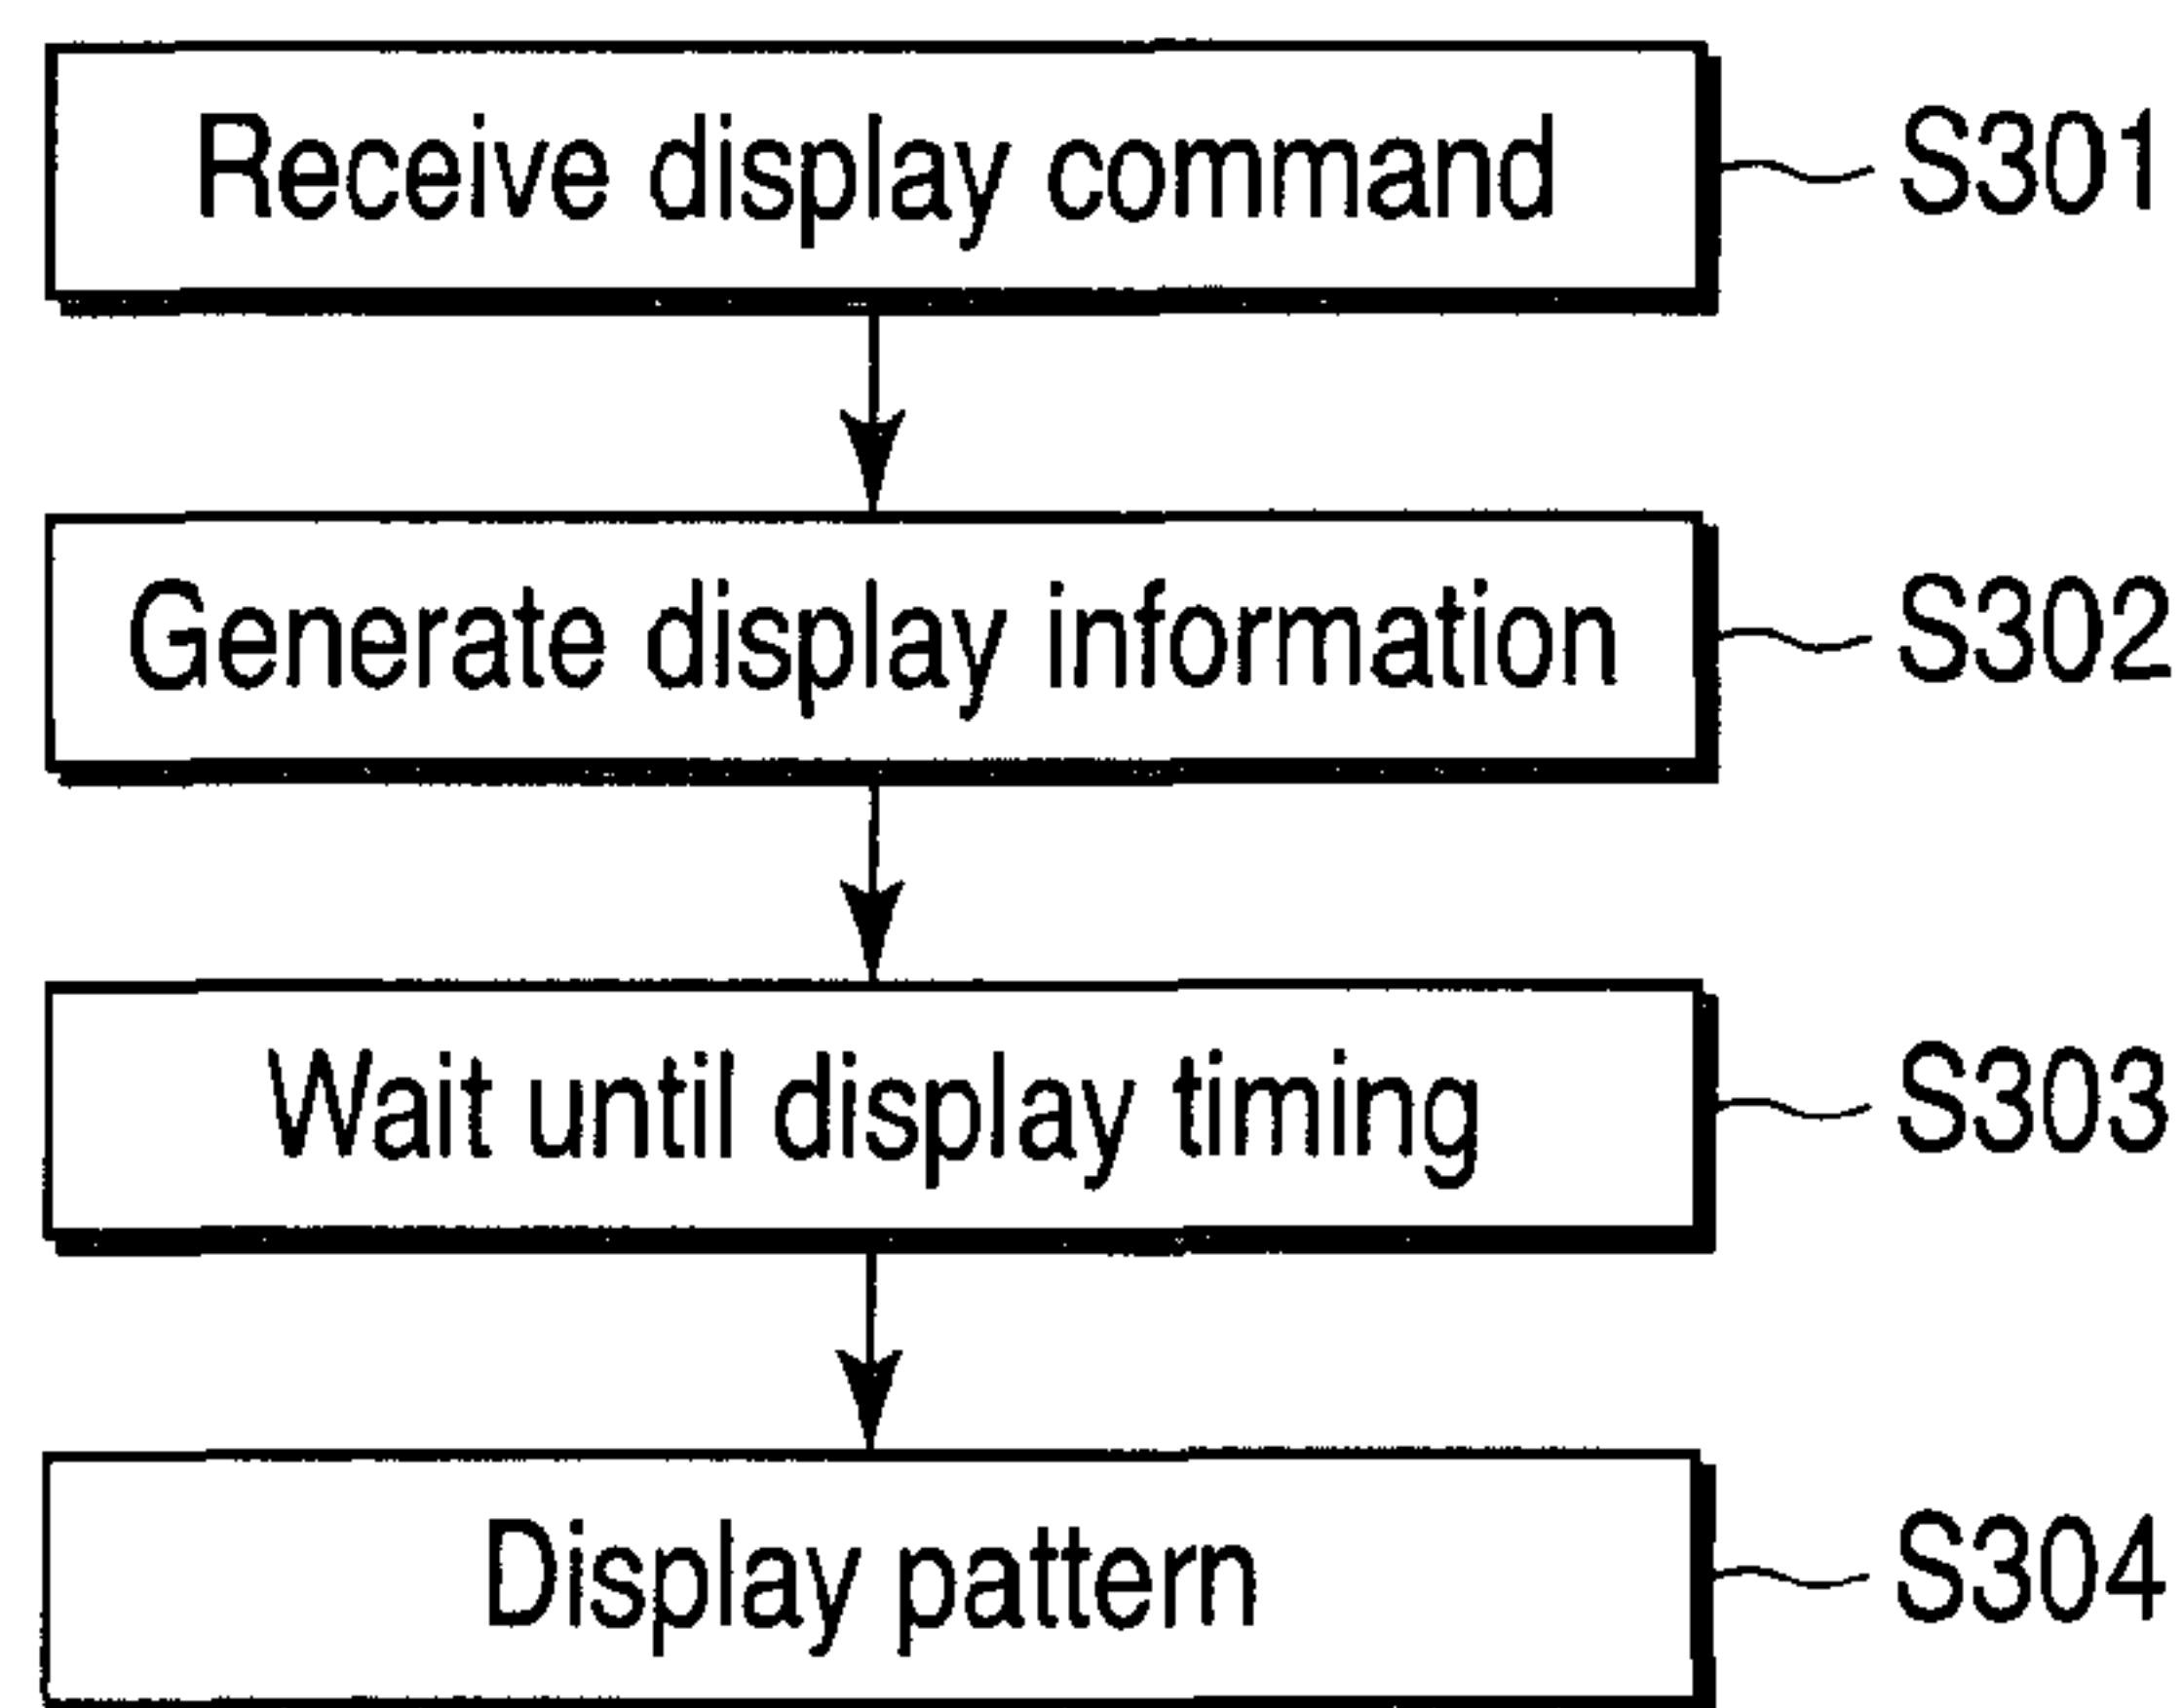 Receive display command S301
Generate display information S302
Wait until display timing S303
Display pattern S304